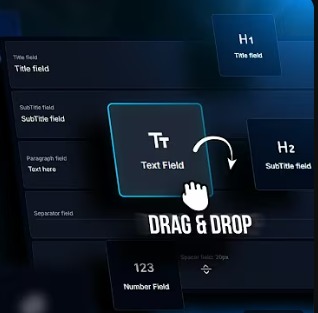 H1
Title field
Title field
Title field
SubTitle field
SubTitle field
Tт
Text Field
H2
SubTitle field
Paragraph field
Text here
Separator field
DRAG & DROP
Spacer field: 20px
123
Number Field